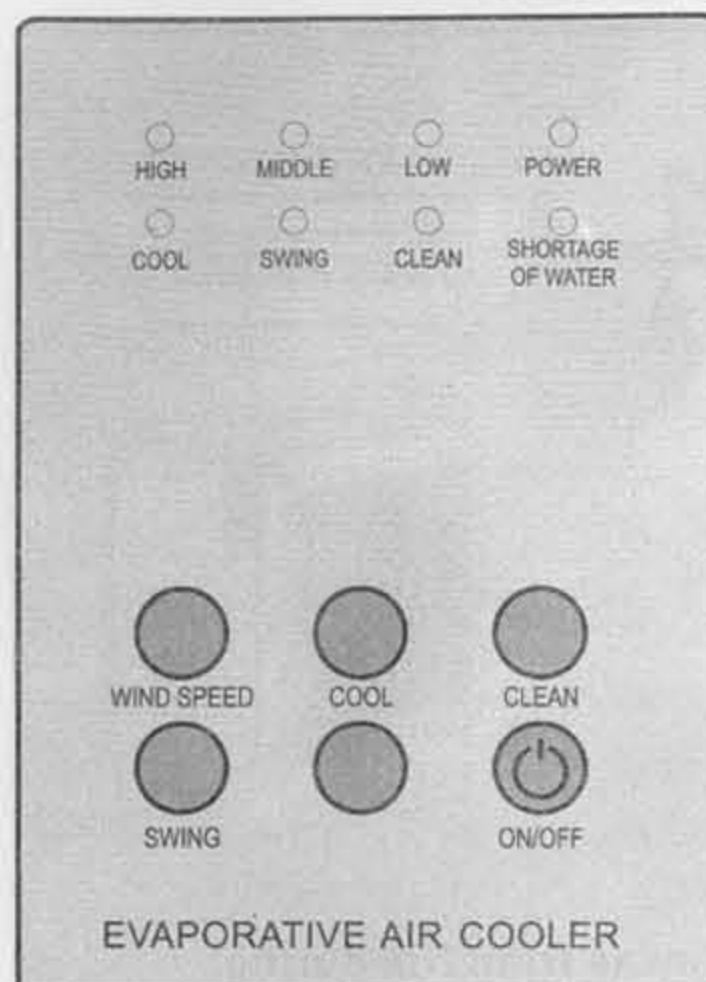 HIGH MIDDLE LOW POWER
COOL SWING CLEAN SHORTAGE
OF WATER
WIND SPEED COOL CLEAN
SWING ON/OFF
EVAPORATIVE AIR COOLER